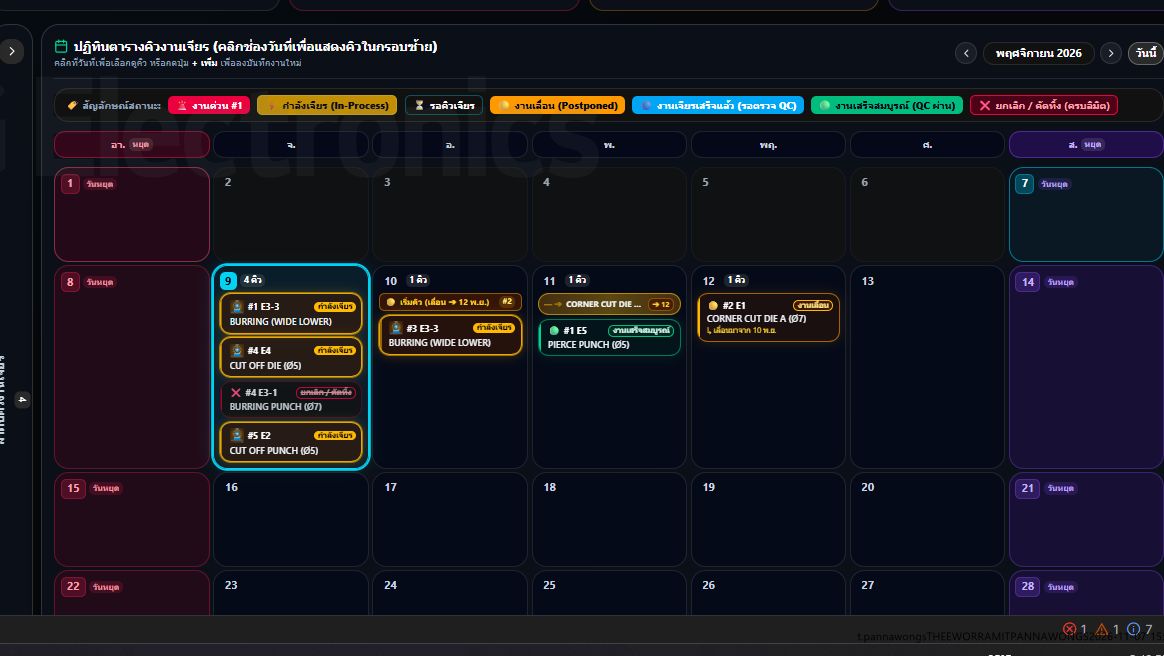 ปฏิทินตารางคิวงานเจียร (คลิกช่องวันที่เพื่อแสดงคิวในกรอบซ้าย)
คลิกที่วันที่เพื่อเลือกดูคิว หรือกดปุ่ม + เพิ่ม เพื่อลงบันทึกงานใหม่
พฤศจิกายน 2026
วันนี้
Electronics
สัญลักษณ์สถานะ: งานด่วน #1 กำลังเจียร (In-Process) รอคิวเจียร งานเลื่อน (Postponed) งานเจียรเสร็จแล้ว (รอตรวจ QC) งานเสร็จสมบูรณ์ (QC ผ่าน) ยกเลิก / คัดทิ้ง (ครบลิมิต)
อา. หยุด จ. อ. พ. พฤ. ศ. ส. หยุด
1 วันหยุด 2 3 4 5 6 7 วันหยุด
8 วันหยุด
9 4 คิว
#1 E3-3 กำลังเจียร
BURRING (WIDE LOWER)
#4 E4 กำลังเจียร
CUT OFF DIE (Ø5)
#4 E3-1 ยกเลิก / คัดทิ้ง
BURRING PUNCH (Ø7)
#5 E2 กำลังเจียร
CUT OFF PUNCH (Ø5)
10 1 คิว
เริ่มคิว (เลื่อน ➔ 12 พ.ย.) #2
#3 E3-3 กำลังเจียร
BURRING (WIDE LOWER)
11 1 คิว
CORNER CUT DIE ... ➔ 12
#1 E5 งานเสร็จสมบูรณ์
PIERCE PUNCH (Ø5)
12 1 คิว
#2 E1 งานเลื่อน
CORNER CUT DIE A (Ø7)
เลื่อนมาจาก 10 พ.ย.
13
14 วันหยุด
15 วันหยุด 16 17 18 19 20 21 วันหยุด
22 วันหยุด 23 24 25 26 27 28 วันหยุด
4
1 1 7